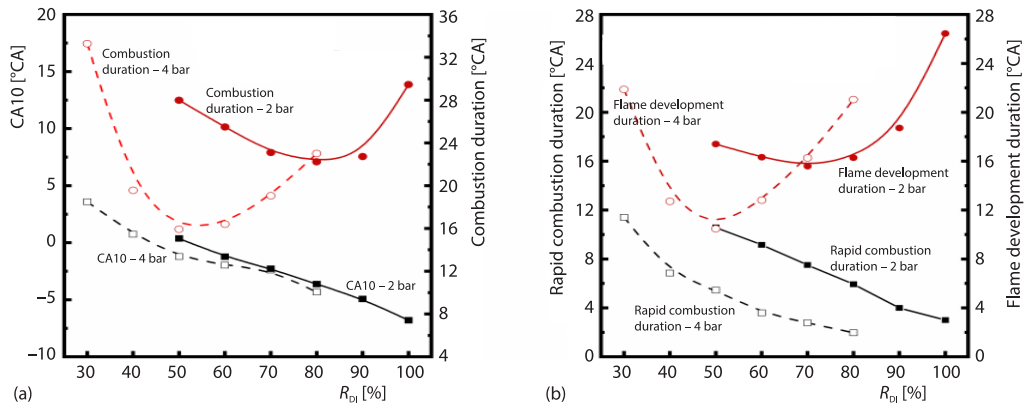 CA10 [°CA]
20
15
10
5
0
−5
−10
Combustion
duration – 4 bar
Combustion
duration – 2 bar
CA10 – 4 bar
CA10 – 2 bar
36
32
28
24
20
16
12
8
4
Combustion duration [°CA]
30 40 50 60 70 80 90 100
(a)
R_DI [%]
Rapid combustion duration [°CA]
28
24
20
16
12
8
4
0
Flame development
duration – 4 bar
Flame development
duration – 2 bar
Rapid combustion
duration – 2 bar
Rapid combustion
duration – 4 bar
28
24
20
16
12
8
4
0
Flame development duration [°CA]
30 40 50 60 70 80 90 100
(b)
R_DI [%]